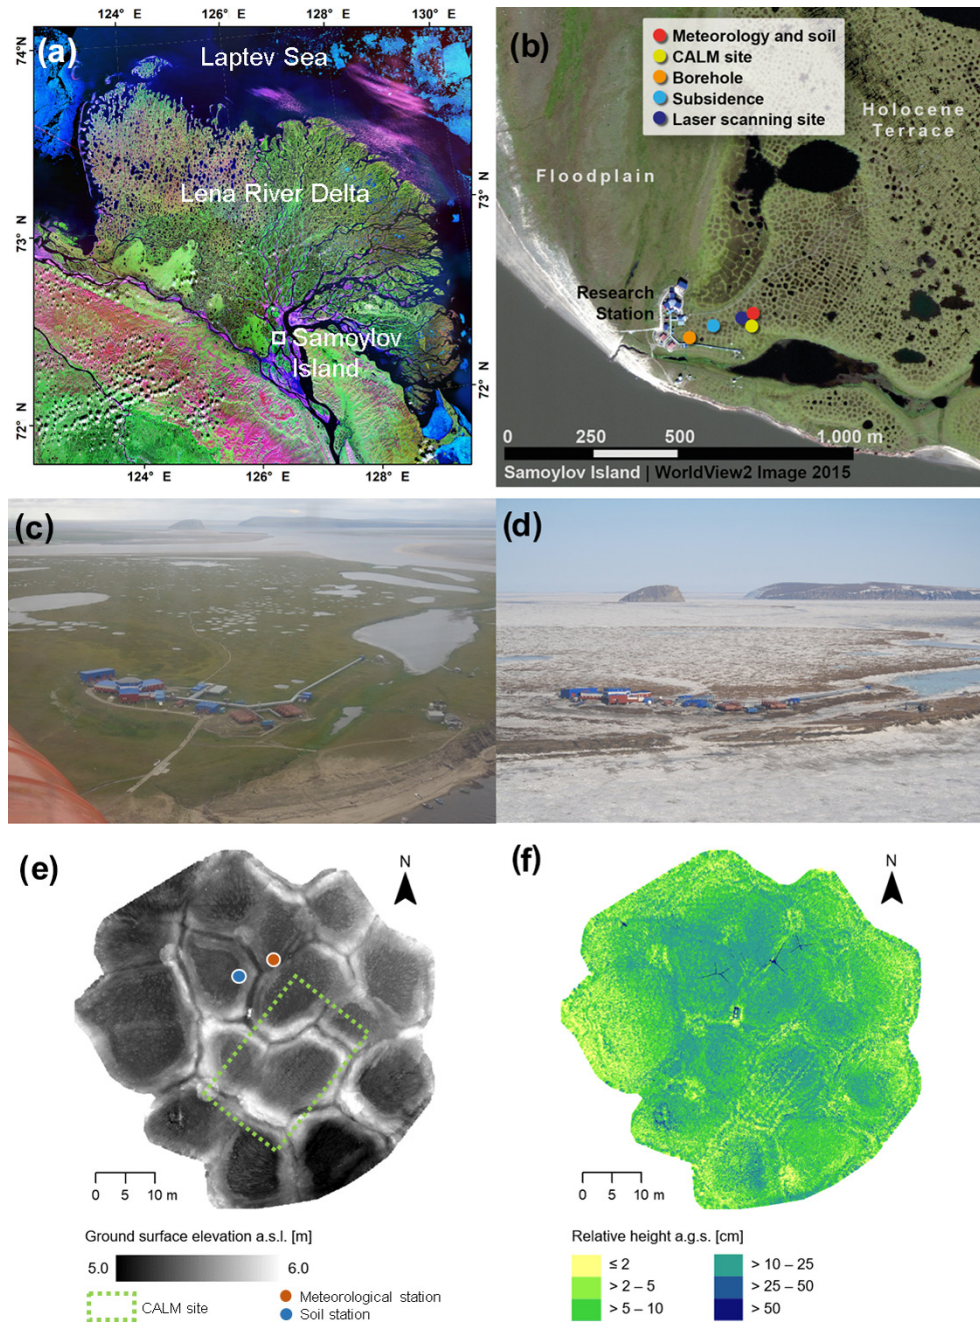 (a)
124° E
126° E
128° E
130° E
74° N
73° N
72° N
73° N
72° N
124° E
126° E
128° E
Laptev Sea
Lena River Delta
Samoylov
Island
(b)
Meteorology and soil
CALM site
Borehole
Subsidence
Laser scanning site
Holocene
Terrace
Floodplain
Research
Station
0 250 500 1.000 m
Samoylov Island | WorldView2 Image 2015
(c)
(d)
(e)
N
0 5 10 m
Ground surface elevation a.s.l. [m]
5.0 6.0
CALM site
Meteorological station
Soil station
(f)
N
0 5 10 m
Relative height a.g.s. [cm]
≤ 2
> 2 – 5
> 5 – 10
> 10 – 25
> 25 – 50
> 50